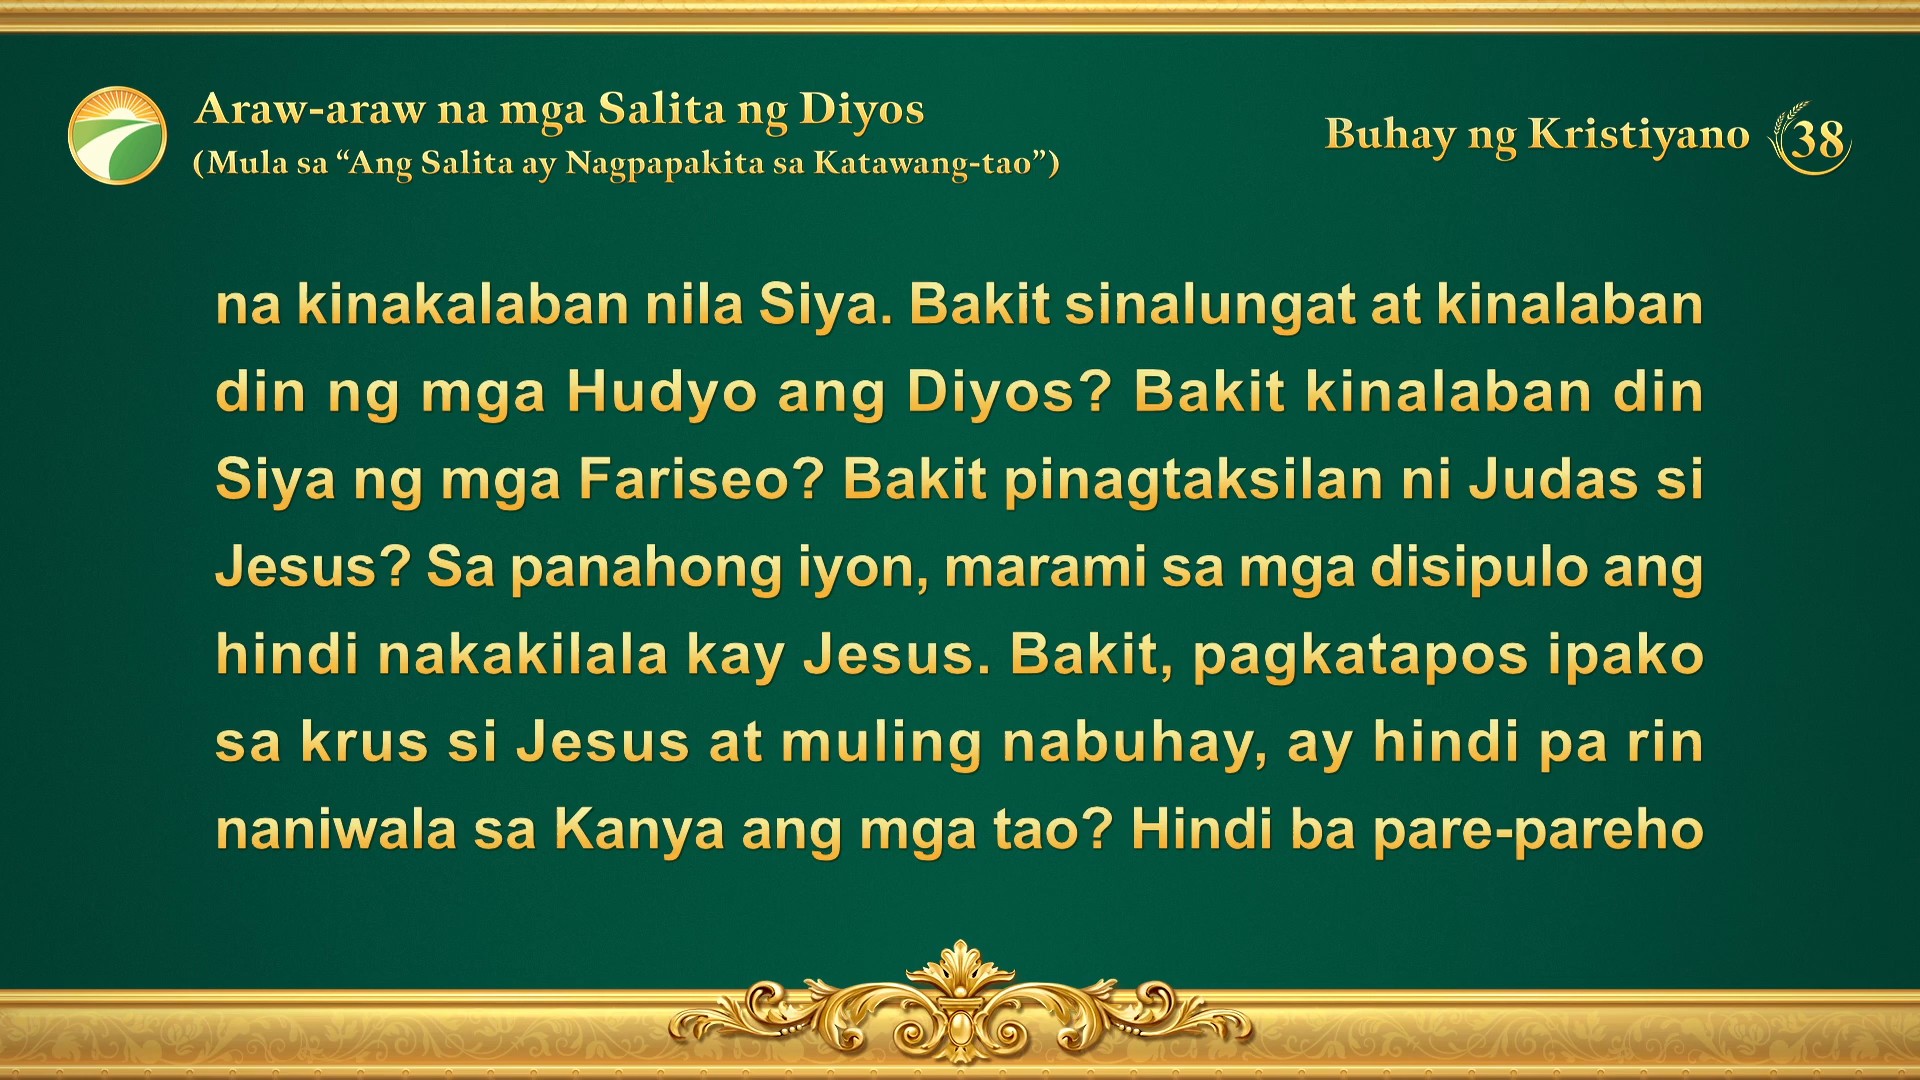 Araw-araw na mga Salita ng Diyos
(Mula sa “Ang Salita ay Nagpapakita sa Katawang-tao”)
Buhay ng Kristiyano 38
na kinakalaban nila Siya. Bakit sinalungat at kinalaban
din ng mga Hudyo ang Diyos? Bakit kinalaban din
Siya ng mga Fariseo? Bakit pinagtaksilan ni Judas si
Jesus? Sa panahong iyon, marami sa mga disipulo ang
hindi nakakilala kay Jesus. Bakit, pagkatapos ipako
sa krus si Jesus at muling nabuhay, ay hindi pa rin
naniwala sa Kanya ang mga tao? Hindi ba pare-pareho